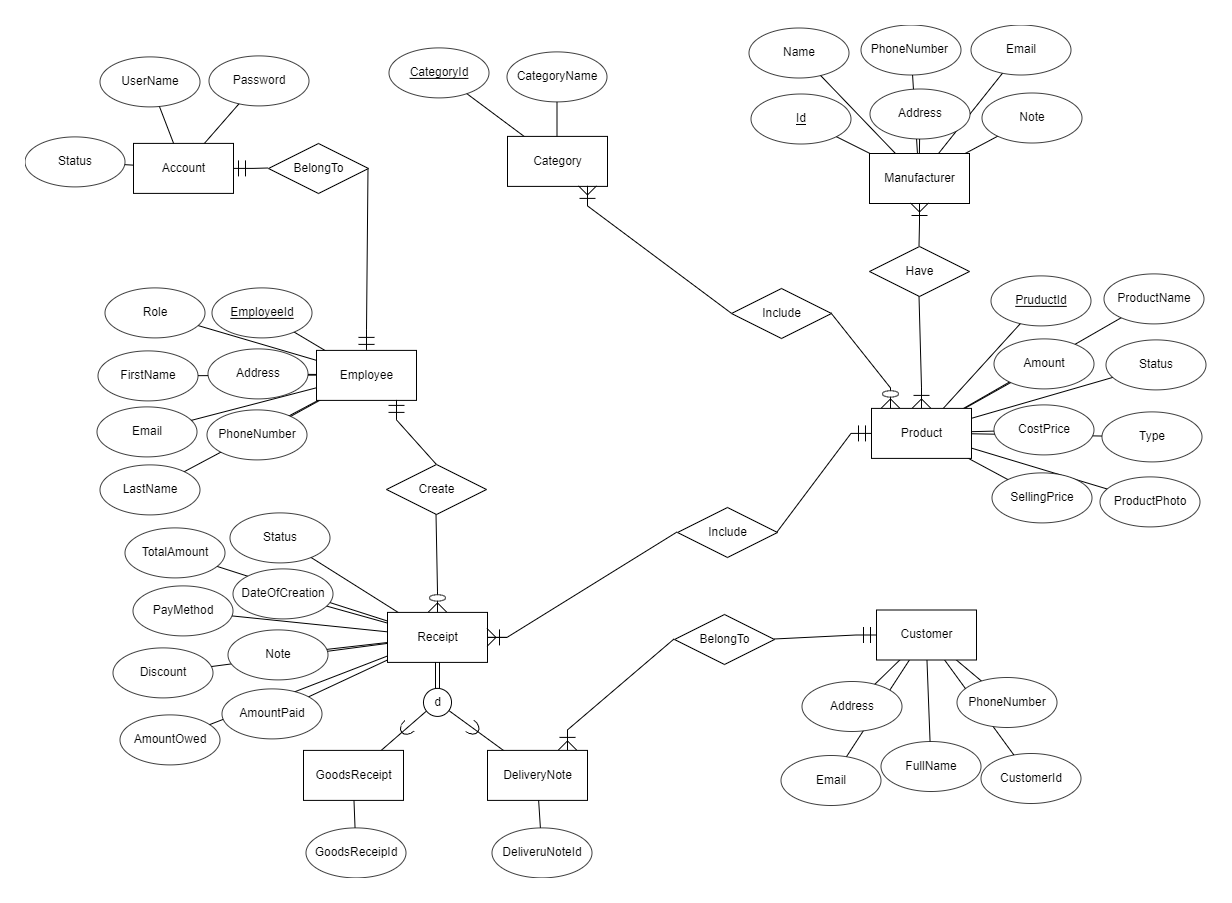 Name
PhoneNumber
Email
UserName
Password
CategoryId
CategoryName
Id
Address
Note
Status
Account
BelongTo
Category
Manufacturer
Have
Role
EmployeeId
Include
PruductId
ProductName
FirstName
Address
Employee
Amount
Status
Email
PhoneNumber
Product
CostPrice
Type
LastName
Create
SellingPrice
ProductPhoto
TotalAmount
Status
Include
DateOfCreation
PayMethod
Receipt
BelongTo
Customer
Note
Discount
d
Address
PhoneNumber
AmountPaid
AmountOwed
GoodsReceipt
DeliveryNote
Email
FullName
CustomerId
GoodsReceipId
DeliveruNoteId